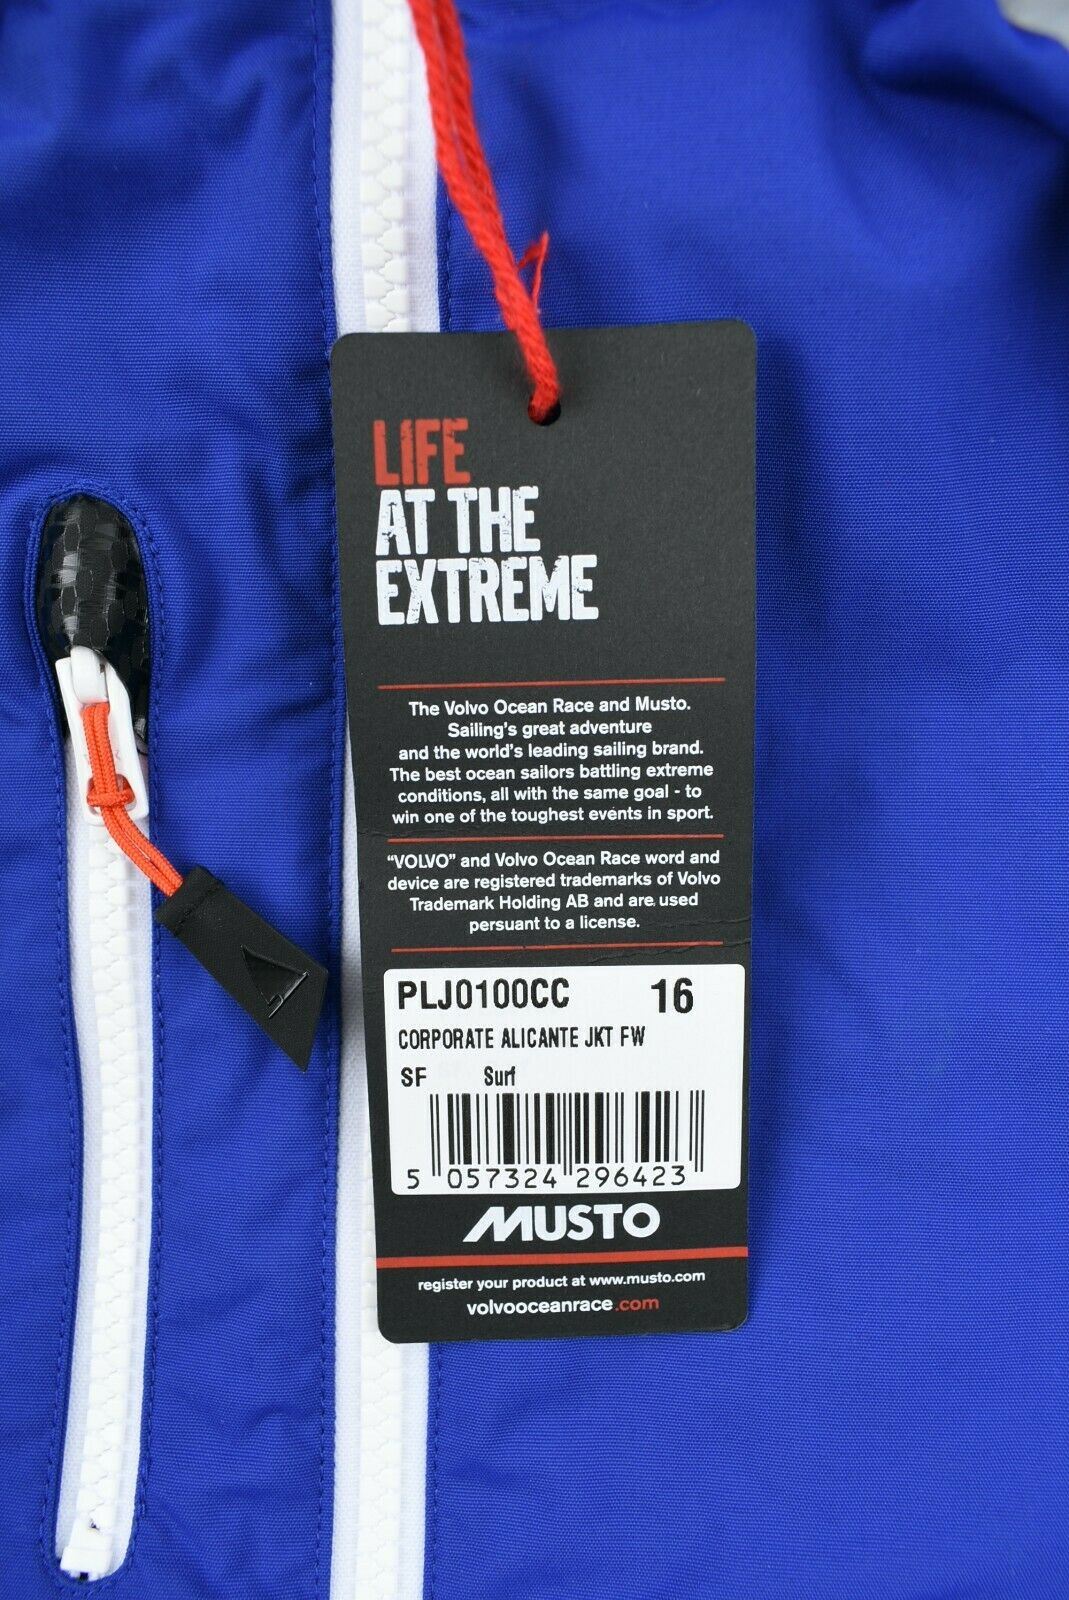 LIFE
AT THE
EXTREME
The Volvo Ocean Race and Musto.
Sailing's great adventure
and the world's leading sailing brand.
The best ocean sailors battling extreme
conditions, all with the same goal - to
win one of the toughest events in sport.
"VOLVO" and Volvo Ocean Race word and
device are registered trademarks of Volvo
Trademark Holding AB and are used
persuant to a license.
PLJ0100CC 16
CORPORATE ALICANTE JKT FW
SF Surf
5 057324 296423
MUSTO
register your product at www.musto.com
volvooceanrace.com